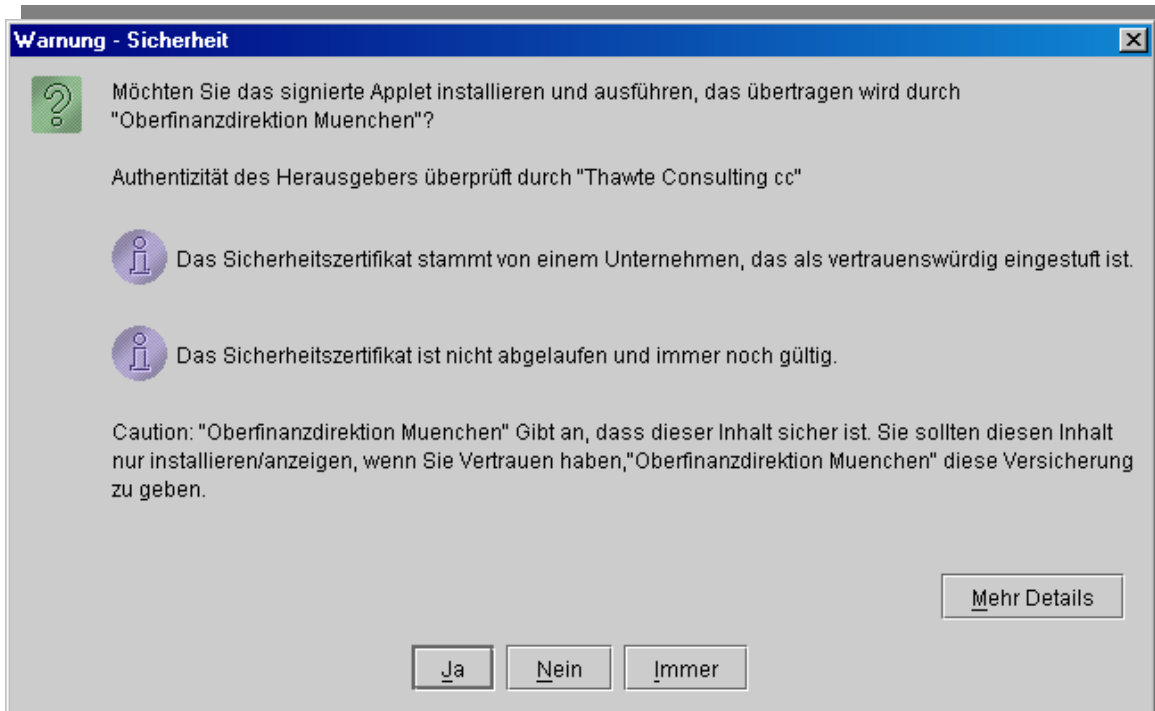 Warnung - Sicherheit
Möchten Sie das signierte Applet installieren und ausführen, das übertragen wird durch
"Oberfinanzdirektion Muenchen"?
Authentizität des Herausgebers überprüft durch "Thawte Consulting cc"
Das Sicherheitszertifikat stammt von einem Unternehmen, das als vertrauenswürdig eingestuft ist.
Das Sicherheitszertifikat ist nicht abgelaufen und immer noch gültig.
Caution: "Oberfinanzdirektion Muenchen" Gibt an, dass dieser Inhalt sicher ist. Sie sollten diesen Inhalt
nur installieren/anzeigen, wenn Sie Vertrauen haben,"Oberfinanzdirektion Muenchen" diese Versicherung
zu geben.
Mehr Details
Ja Nein Immer